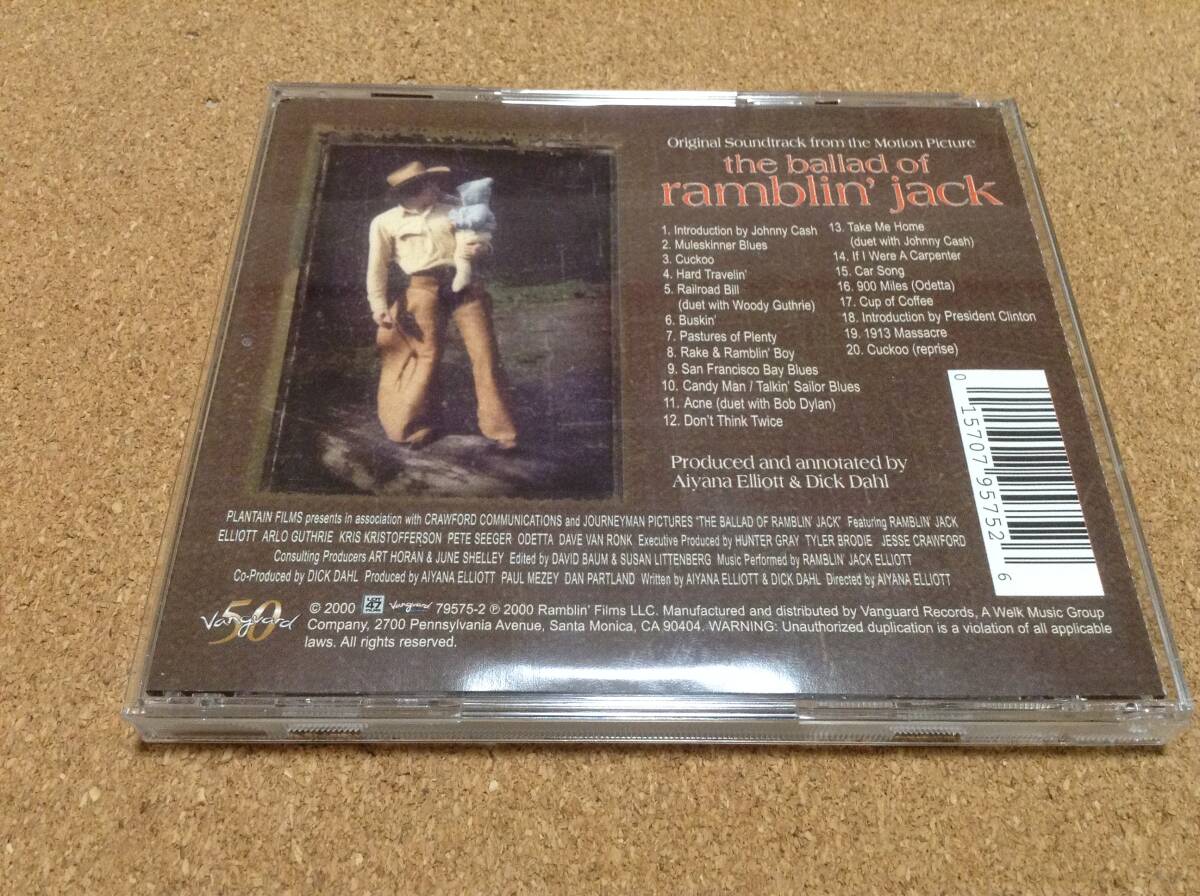 Original Soundtrack from the Motion Picture
the ballad of
ramblin' jack
1. Introduction by Johnny Cash
2. Muleskinner Blues
3. Cuckoo
4. Hard Travelin'
5. Railroad Bill
(duet with Woody Guthrie)
6. Buskin'
7. Pastures of Plenty
8. Rake & Ramblin' Boy
9. San Francisco Bay Blues
10. Candy Man / Talkin' Sailor Blues
11. Acne (duet with Bob Dylan)
12. Don't Think Twice
13. Take Me Home
(duet with Johnny Cash)
14. If I Were A Carpenter
15. Car Song
16. 900 Miles (Odetta)
17. Cup of Coffee
18. Introduction by President Clinton
19. 1913 Massacre
20. Cuckoo (reprise)
0 15707 95752 6
Produced and annotated by
Aiyana Elliott & Dick Dahl
PLANTAIN FILMS presents in association with CRAWFORD COMMUNICATIONS and JOURNEYMAN PICTURES "THE BALLAD OF RAMBLIN' JACK" Featuring RAMBLIN' JACK
ELLIOTT ARLO GUTHRIE KRIS KRISTOFFERSON PETE SEEGER ODETTA DAVE VAN RONK Executive Produced by HUNTER GRAY TYLER BRODIE JESSE CRAWFORD
Consulting Producers ART HORAN & JUNE SHELLEY Edited by DAVID BAUM & SUSAN LITTENBERG Music Performed by RAMBLIN' JACK ELLIOTT
Co-Produced by DICK DAHL Produced by AIYANA ELLIOTT PAUL MEZEY DAN PARTLAND Written by AIYANA ELLIOTT & DICK DAHL Directed by AIYANA ELLIOTT
Vanguard 50
© 2000 LOT 47 Vanguard 79575-2 ℗ 2000 Ramblin' Films LLC. Manufactured and distributed by Vanguard Records, A Welk Music Group
Company, 2700 Pennsylvania Avenue, Santa Monica, CA 90404. WARNING: Unauthorized duplication is a violation of all applicable
laws. All rights reserved.